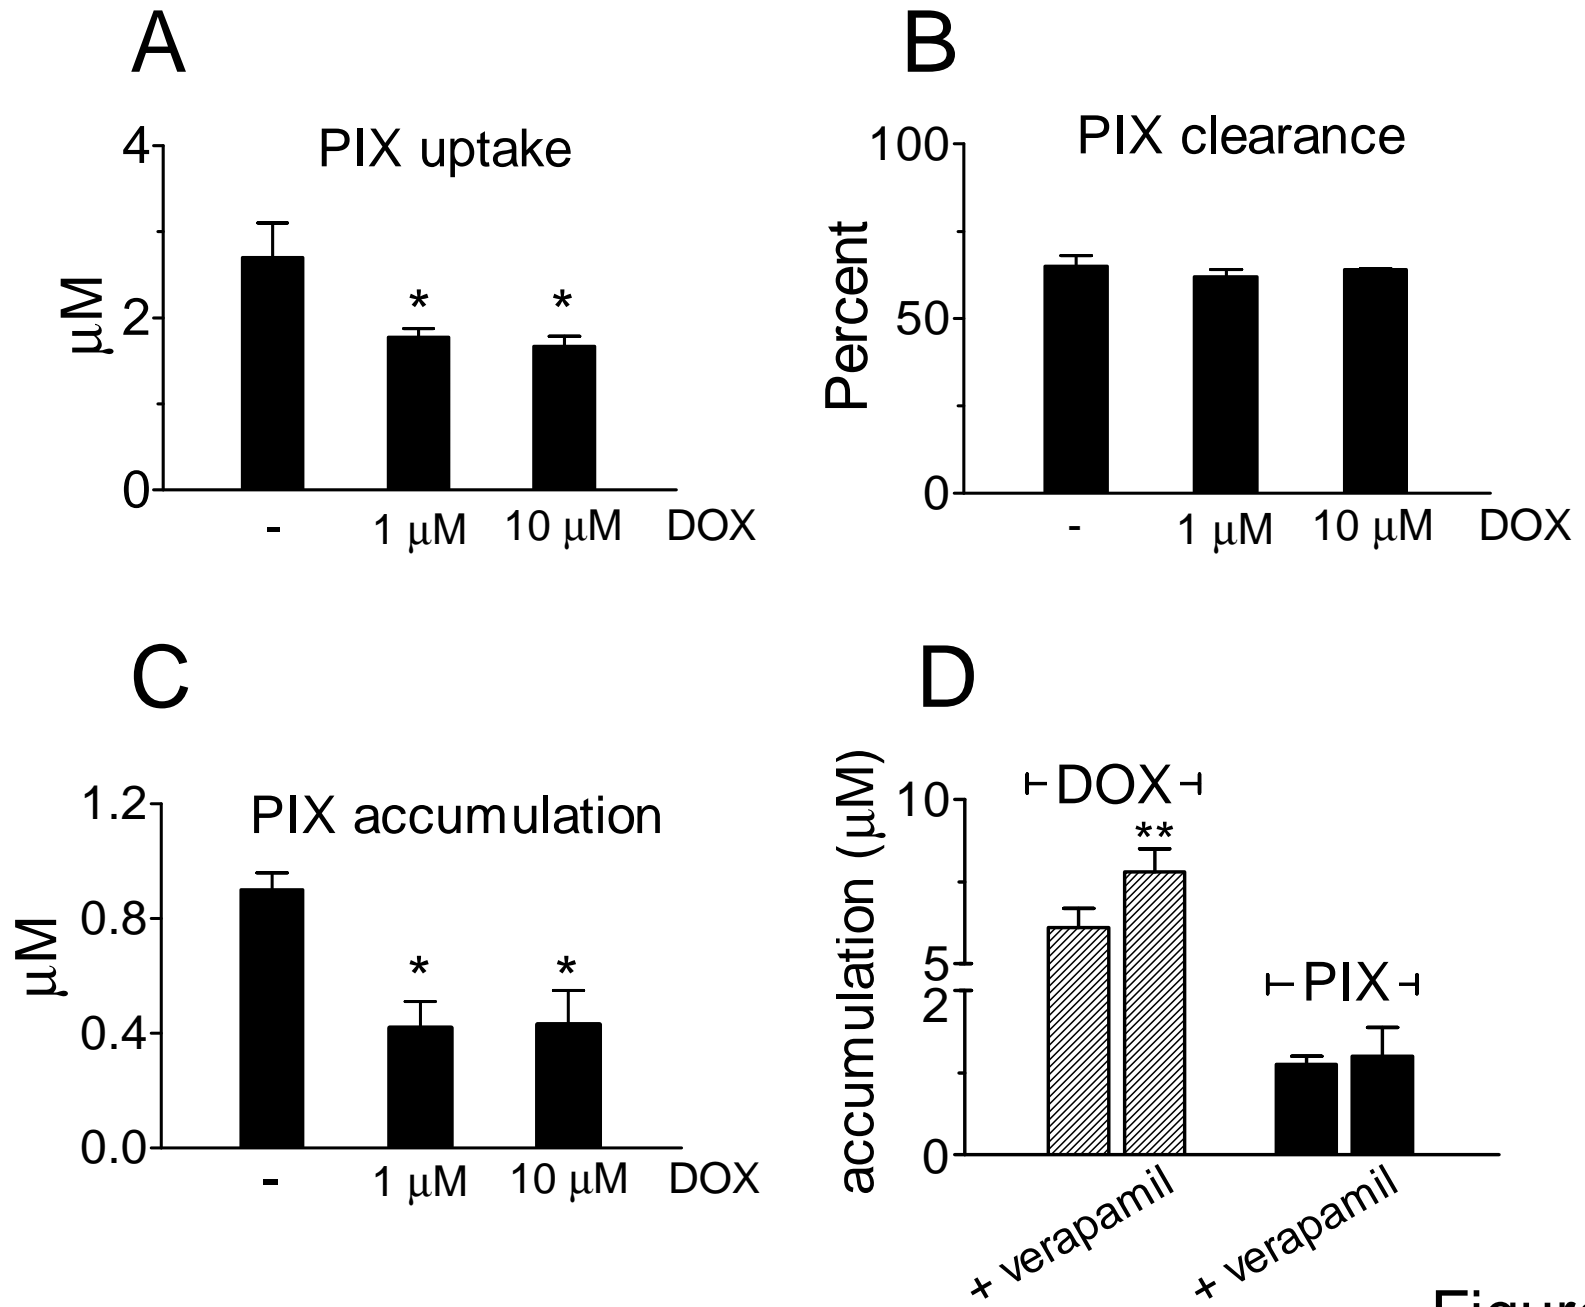 A
PIX uptake
4
2
0
µM
*
*
-
1 µM
10 µM
DOX
B
PIX clearance
100
50
0
Percent
-
1 µM
10 µM
DOX
C
PIX accumulation
1.2
0.8
0.4
0.0
µM
*
*
-
1 µM
10 µM
DOX
D
accumulation (µM)
10
5
2
0
DOX
**
PIX
+ verapamil
+ verapamil